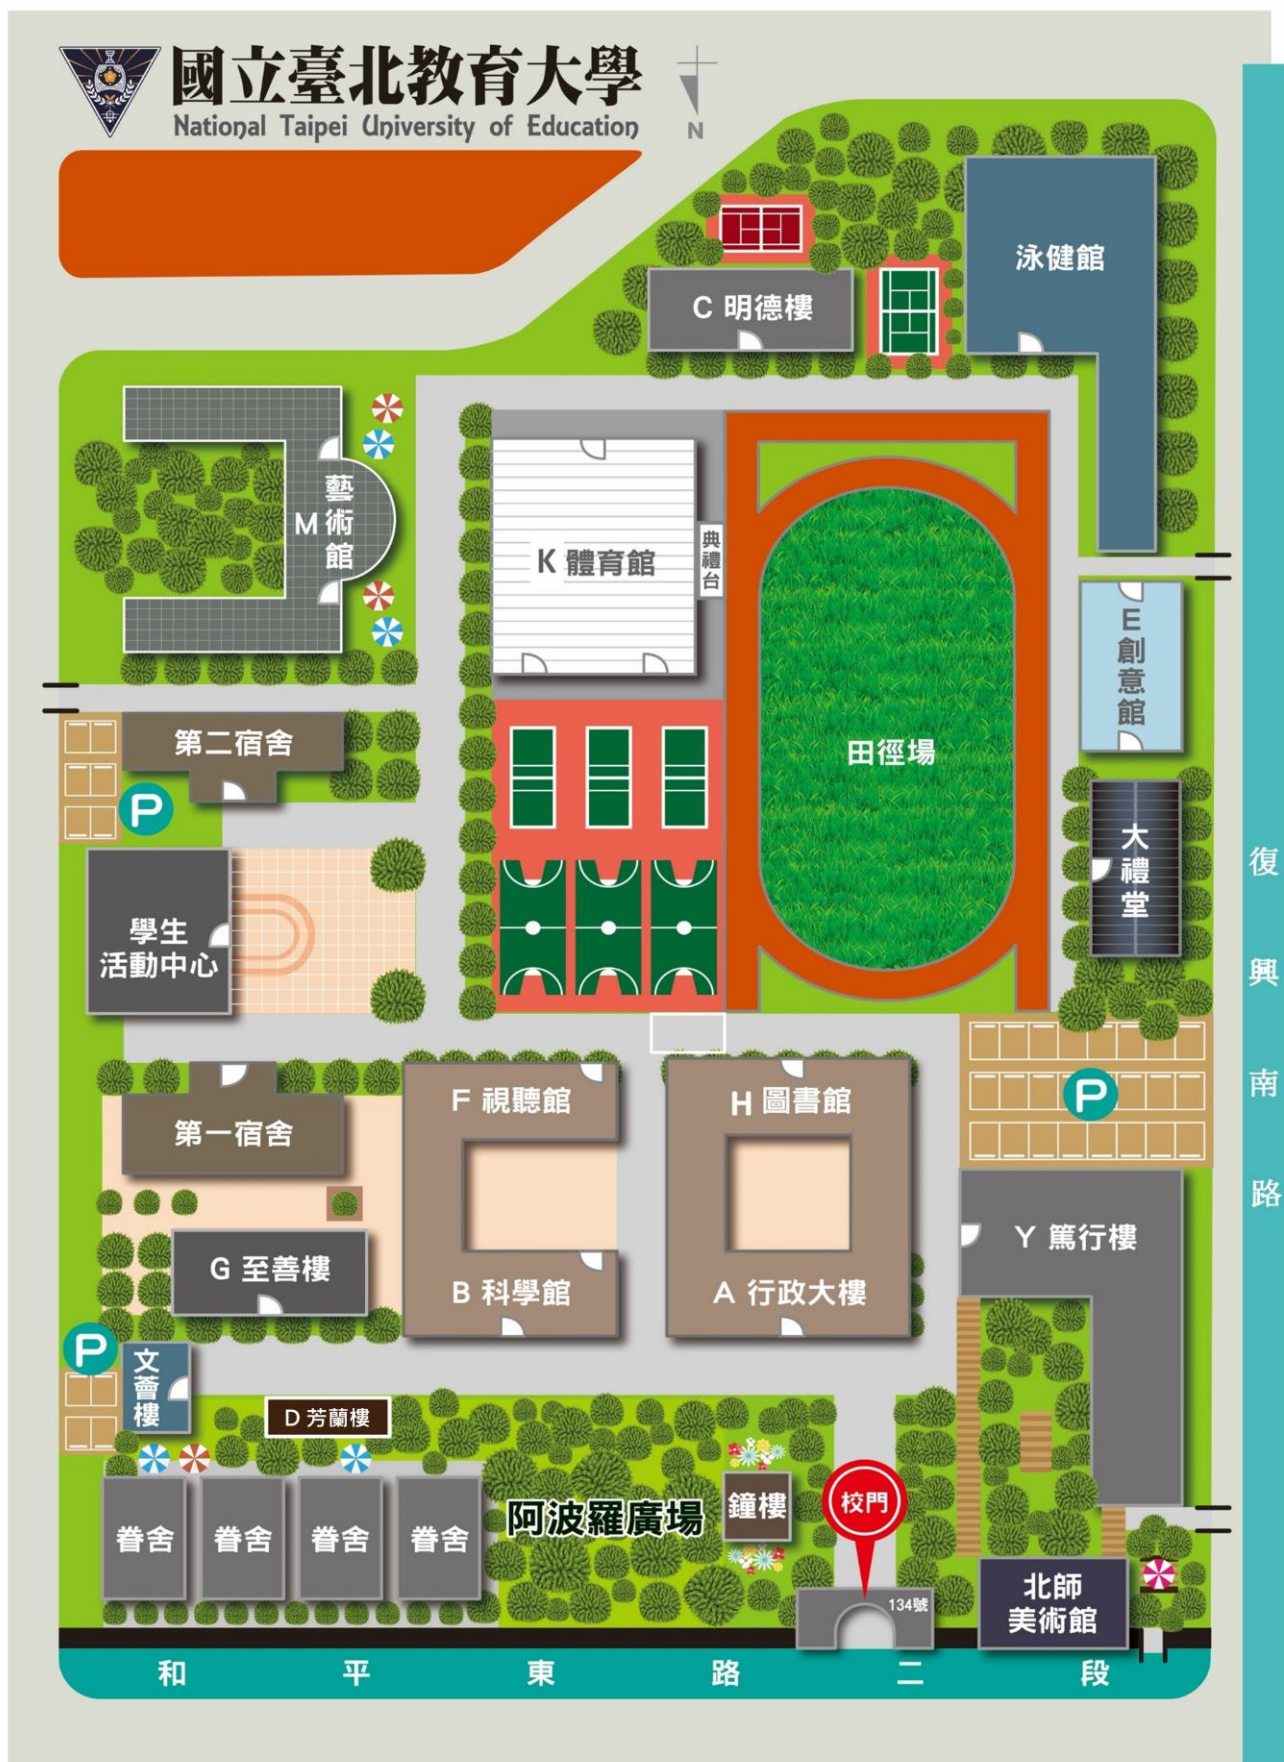 國立臺北教育大學
National Taipei University of Education
N
泳健館
C 明德樓
M
藝術館
K 體育館
典禮台
E
創意館
田徑場
第二宿舍
P
大禮堂
學生
活動中心
復興南路
F 視聽館
H 圖書館
P
第一宿舍
Y 篤行樓
G 至善樓
B 科學館
A 行政大樓
P
文薈樓
D 芳蘭樓
阿波羅廣場
鐘樓
校門
眷舍
眷舍
眷舍
眷舍
134號
北師
美術館
和平東路二段